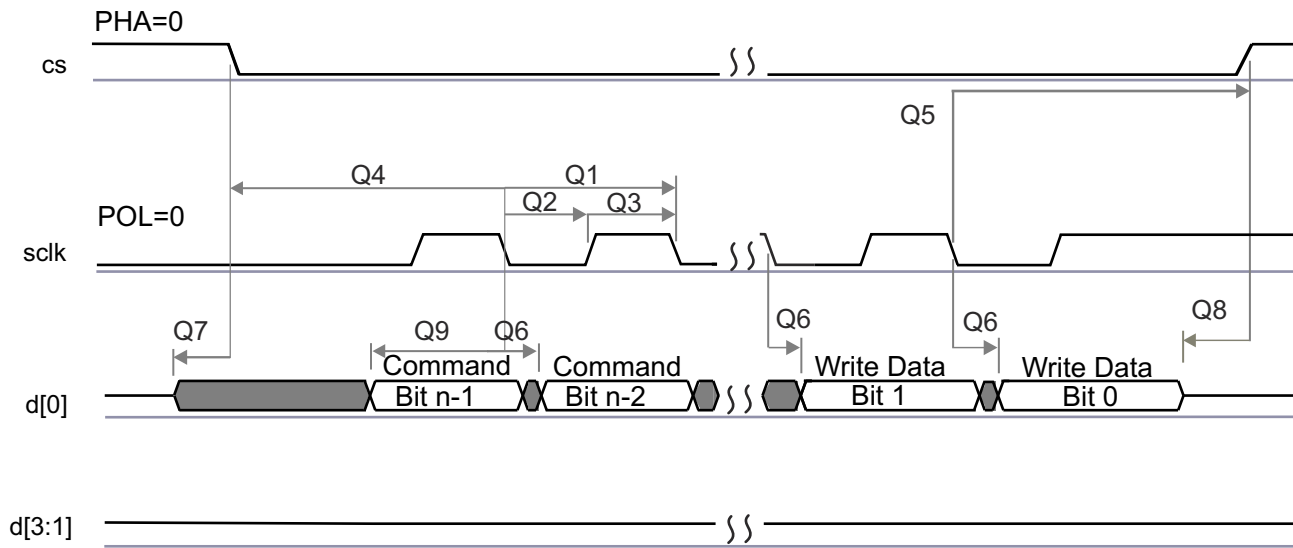 PHA=0
cs
Q5
Q4 Q1
Q2 Q3
POL=0
sclk
Q7 Q9 Q6 Q6 Q6 Q8
Command Command Write Data Write Data
d[0] Bit n-1 Bit n-2 Bit 1 Bit 0
d[3:1]